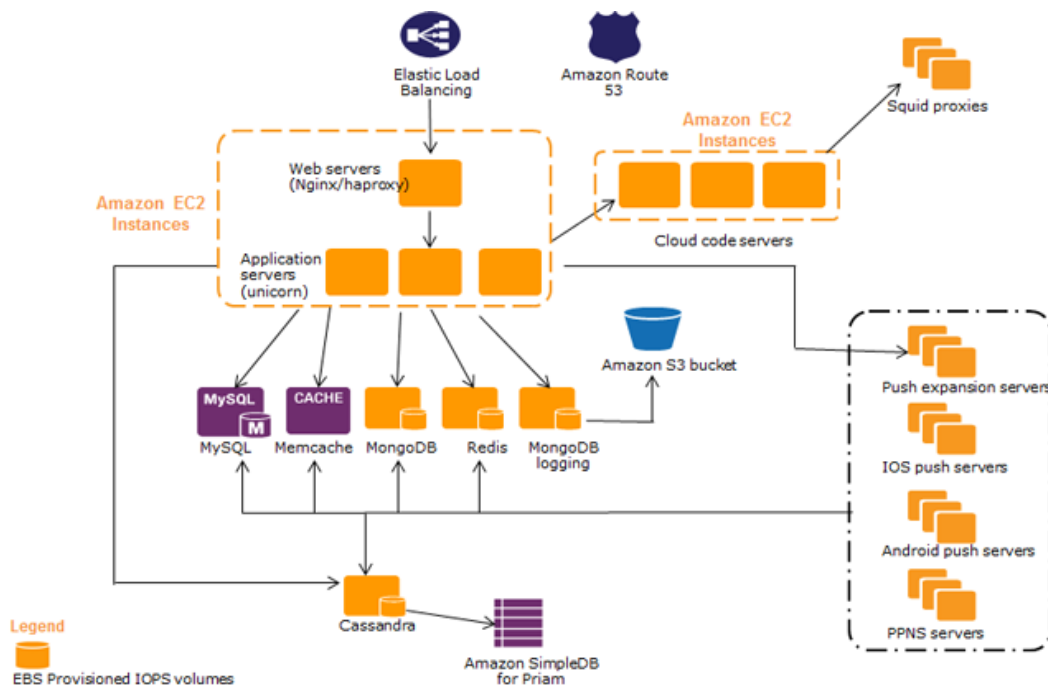 Elastic Load
Balancing
Amazon Route
53
Squid proxies
Amazon EC2
Instances
Web servers
(Nginx/haproxy)
Amazon EC2
Instances
Cloud code servers
Application
servers
(unicorn)
Amazon S3 bucket
Push expansion servers
MySQL
M
MySQL
CACHE
Memcache
MongoDB
Redis
MongoDB
logging
IOS push servers
Android push servers
PPNS servers
Cassandra
Amazon SimpleDB
for Priam
Legend
EBS Provisioned IOPS volumes